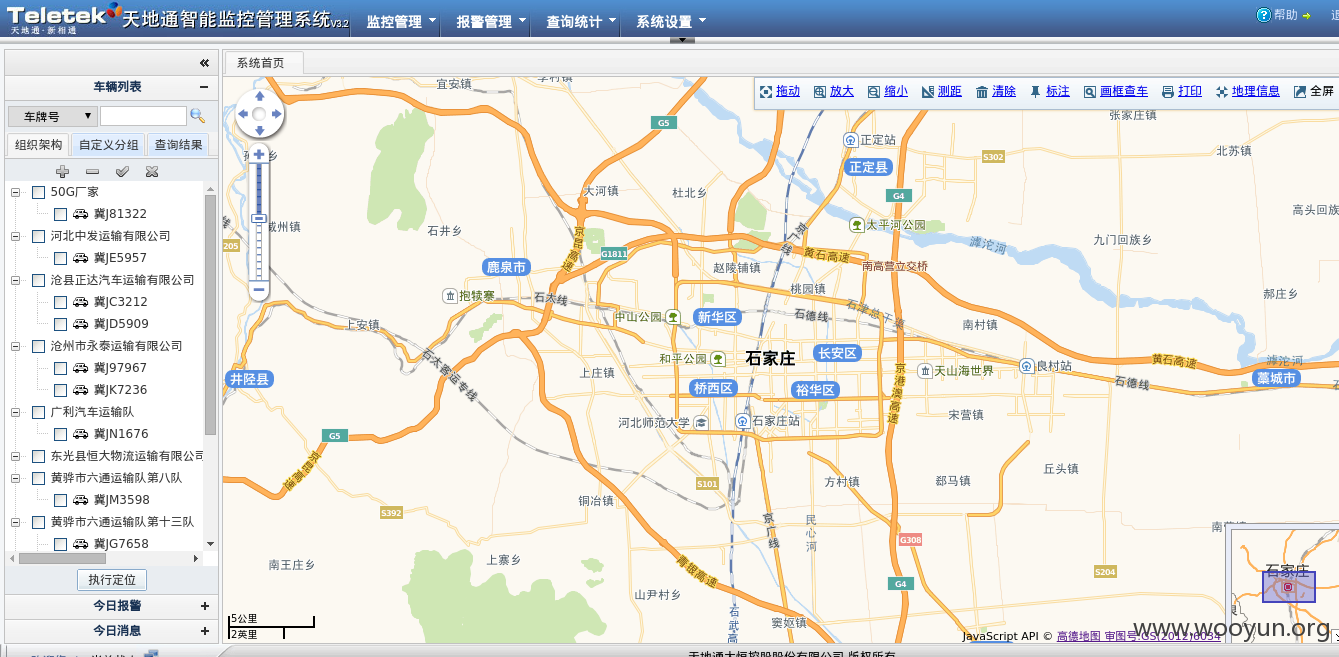 Teletek 天地通智能监控管理系统V3.2
天地通·新相通
监控管理 报警管理 查询统计 系统设置
帮助
系统首页
车辆列表
车牌号
组织架构 自定义分组 查询结果
50G厂家
冀J81322
河北中发运输有限公司
冀JE5957
沧县正达汽车运输有限公司
冀JC3212
冀JD5909
沧州市永泰运输有限公司
冀J97967
冀JK7236
广利汽车运输队
冀JN1676
东光县恒大物流运输有限公司
黄骅市六通运输队第八队
冀JM3598
黄骅市六通运输队第十三队
冀JG7658
执行定位
今日报警
今日消息
拖动 放大 缩小 测距 清除 标注 画框查车 打印 地理信息 全屏
宜安镇
G5
正定站
正定县
S302
张家庄镇
北苏镇
大河镇
杜北乡
G4
高头回族
威州镇
石井乡
京昆高速
G1811
京广线
太平河公园
滹沱河
九门回族乡
205
鹿泉市
赵陵铺镇
黄石高速
南高营立交桥
抱犊寨
石太线
桃园镇
郝庄乡
上安镇
中山公园
新华区
石德线
石津总干渠
南村镇
石太客运专线
和平公园
石家庄
长安区
黄石高速
滹沱河
井陉县
上庄镇
桥西区
裕华区
京港澳高速
天山海世界
良村站
石德线
藁城市
河北师范大学
石家庄站
宋营镇
G5
京昆高速
S101
方村镇
郄马镇
丘头镇
S392
铜冶镇
京广线
民心河
G308
南王庄乡
上寨乡
青银高速
S204
G4
山尹村乡
石武高
窦妪镇
石家庄
5公里
2英里
JavaScript API © 高德地图 审图号:GS(2012)6034
www.wooyun.org